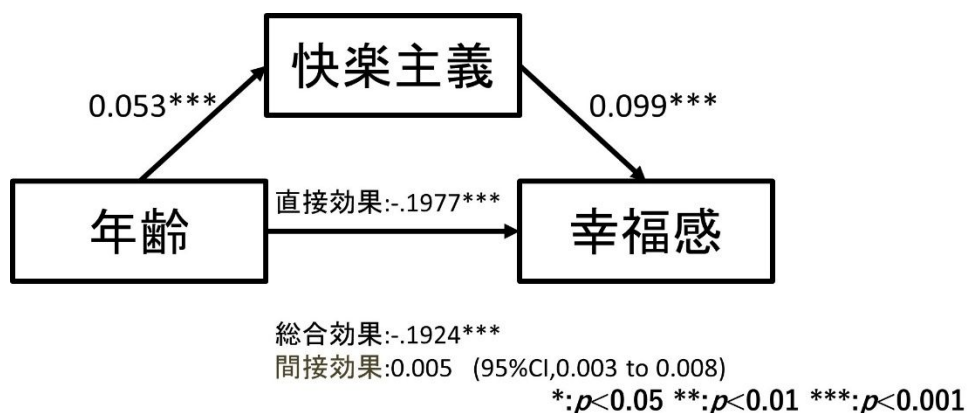 快楽主義
0.053***
0.099***
年齢
直接効果:-.1977***
幸福感
総合効果:-.1924***
間接効果:0.005 (95%CI,0.003 to 0.008)
*:p<0.05 **:p<0.01 ***:p<0.001